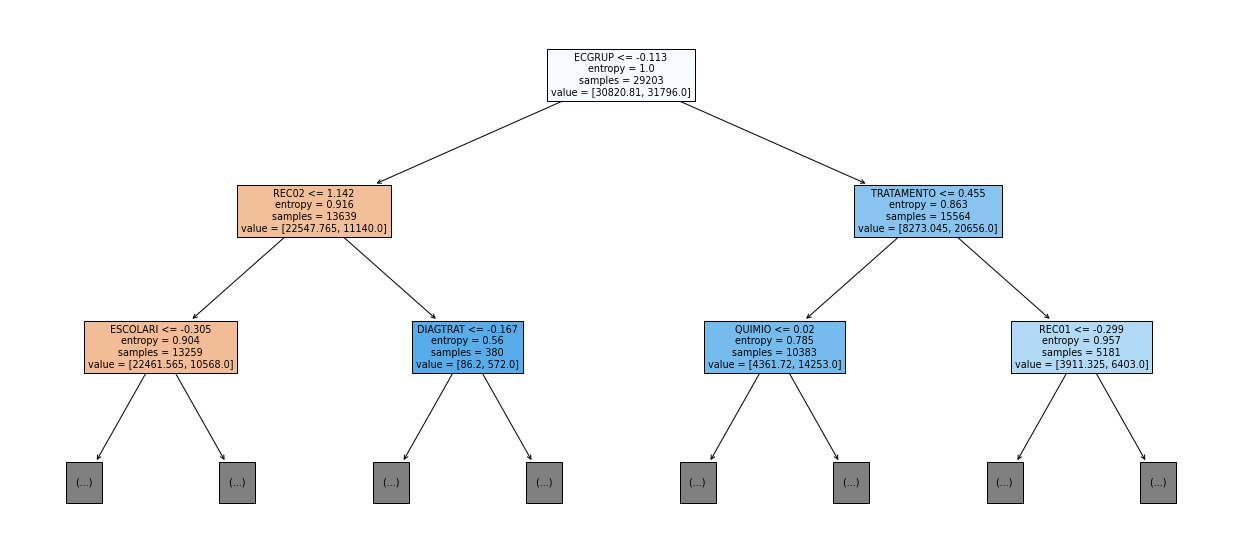 ECGRUP <= -0.113
entropy = 1.0
samples = 29203
value = [30820.81, 31796.0]
REC02 <= 1.142
entropy = 0.916
samples = 13639
value = [22547.765, 11140.0]
TRATAMENTO <= 0.455
entropy = 0.863
samples = 15564
value = [8273.045, 20656.0]
ESCOLARI <= -0.305
entropy = 0.904
samples = 13259
value = [22461.565, 10568.0]
DIAGTRAT <= -0.167
entropy = 0.56
samples = 380
value = [86.2, 572.0]
QUIMIO <= 0.02
entropy = 0.785
samples = 10383
value = [4361.72, 14253.0]
REC01 <= -0.299
entropy = 0.957
samples = 5181
value = [3911.325, 6403.0]
(...)
(...)
(...)
(...)
(...)
(...)
(...)
(...)